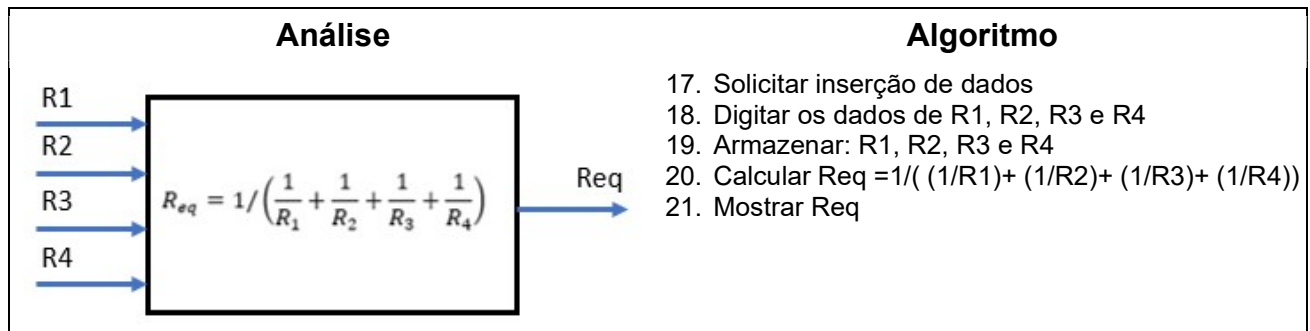 Análise
R1
R2
R3
R4
R_eq = 1/(1/R_1 + 1/R_2 + 1/R_3 + 1/R_4)
Req
Algoritmo
17. Solicitar inserção de dados
18. Digitar os dados de R1, R2, R3 e R4
19. Armazenar: R1, R2, R3 e R4
20. Calcular Req =1/( (1/R1)+ (1/R2)+ (1/R3)+ (1/R4))
21. Mostrar Req